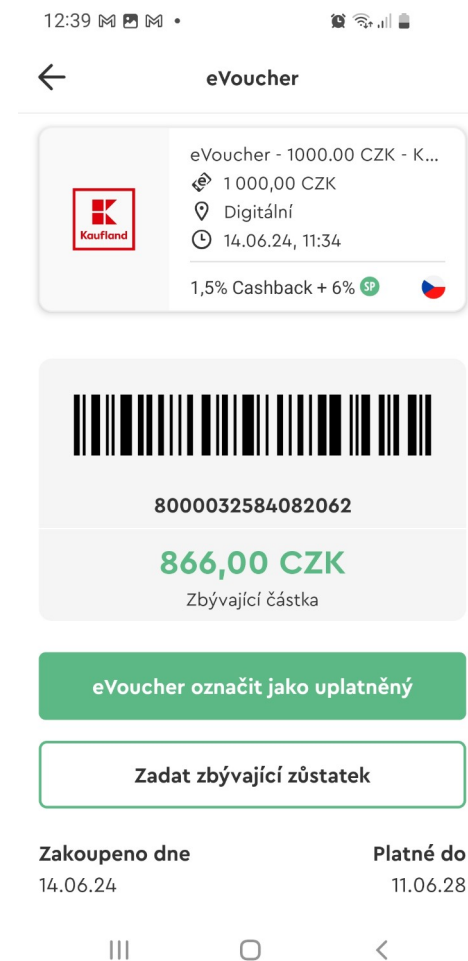 12:39
eVoucher
eVoucher - 1000.00 CZK - K...
1 000,00 CZK
Digitální
14.06.24, 11:34
Kaufland
1,5% Cashback + 6% SP
8000032584082062
866,00 CZK
Zbývající částka
eVoucher označit jako uplatněný
Zadat zbývající zůstatek
Zakoupeno dne Platné do
14.06.24 11.06.28